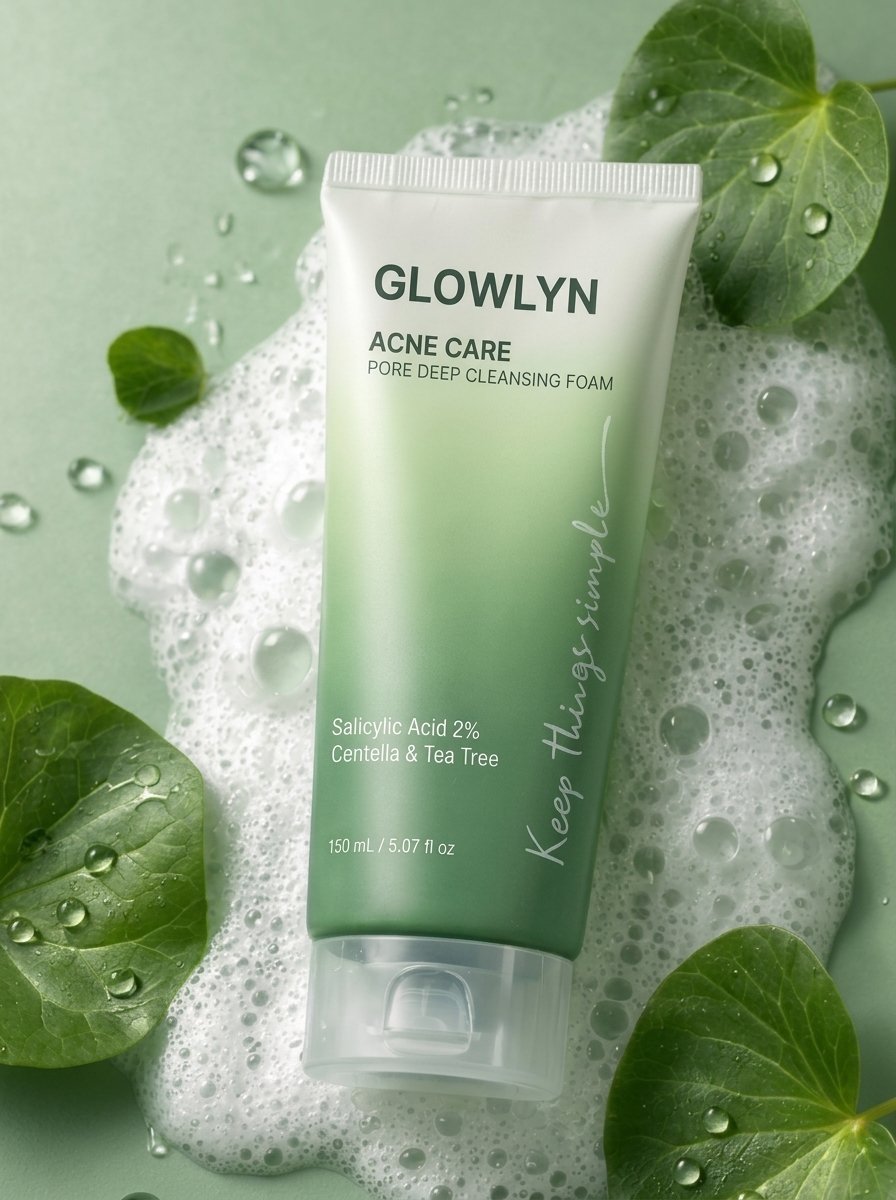 GLOWLYN
ACNE CARE
PORE DEEP CLEANSING FOAM
Keep things simple
Salicylic Acid 2%
Centella & Tea Tree
150 mL / 5.07 fl oz